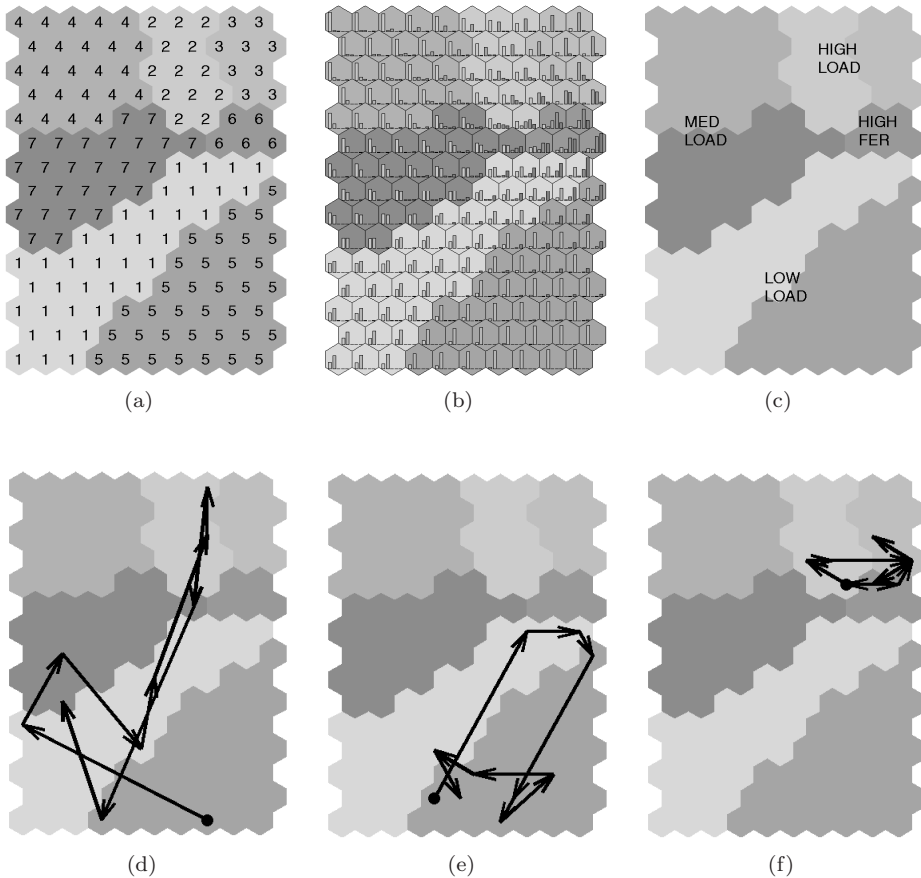 4 4 4 4 4 2 2 2 3 3
4 4 4 4 4 2 2 3 3 3
4 4 4 4 4 2 2 2 3 3
4 4 4 4 4 2 2 2 3 3
4 4 4 4 7 7 2 2 6 6
7 7 7 7 7 7 7 6 6 6
7 7 7 7 7 7 1 1 1 1
7 7 7 7 7 1 1 1 1 5
7 7 7 7 1 1 1 1 5 5
7 7 1 1 1 1 5 5 5 5
1 1 1 1 1 1 5 5 5 5
1 1 1 1 1 5 5 5 5 5
1 1 1 1 5 5 5 5 5 5
1 1 1 5 5 5 5 5 5 5
1 1 1 5 5 5 5 5 5 5
HIGH
LOAD
MED
LOAD
HIGH
FER
LOW
LOAD
(a)
(b)
(c)
(d)
(e)
(f)